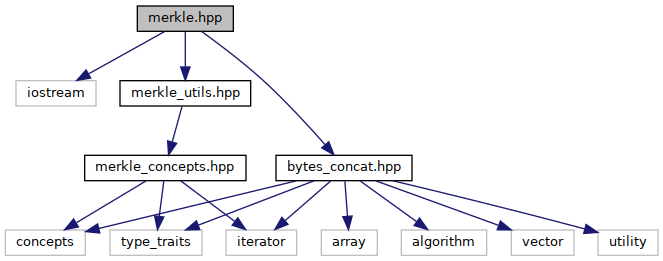 merkle.hpp
iostream
merkle_utils.hpp
merkle_concepts.hpp
bytes_concat.hpp
concepts
type_traits
iterator
array
algorithm
vector
utility